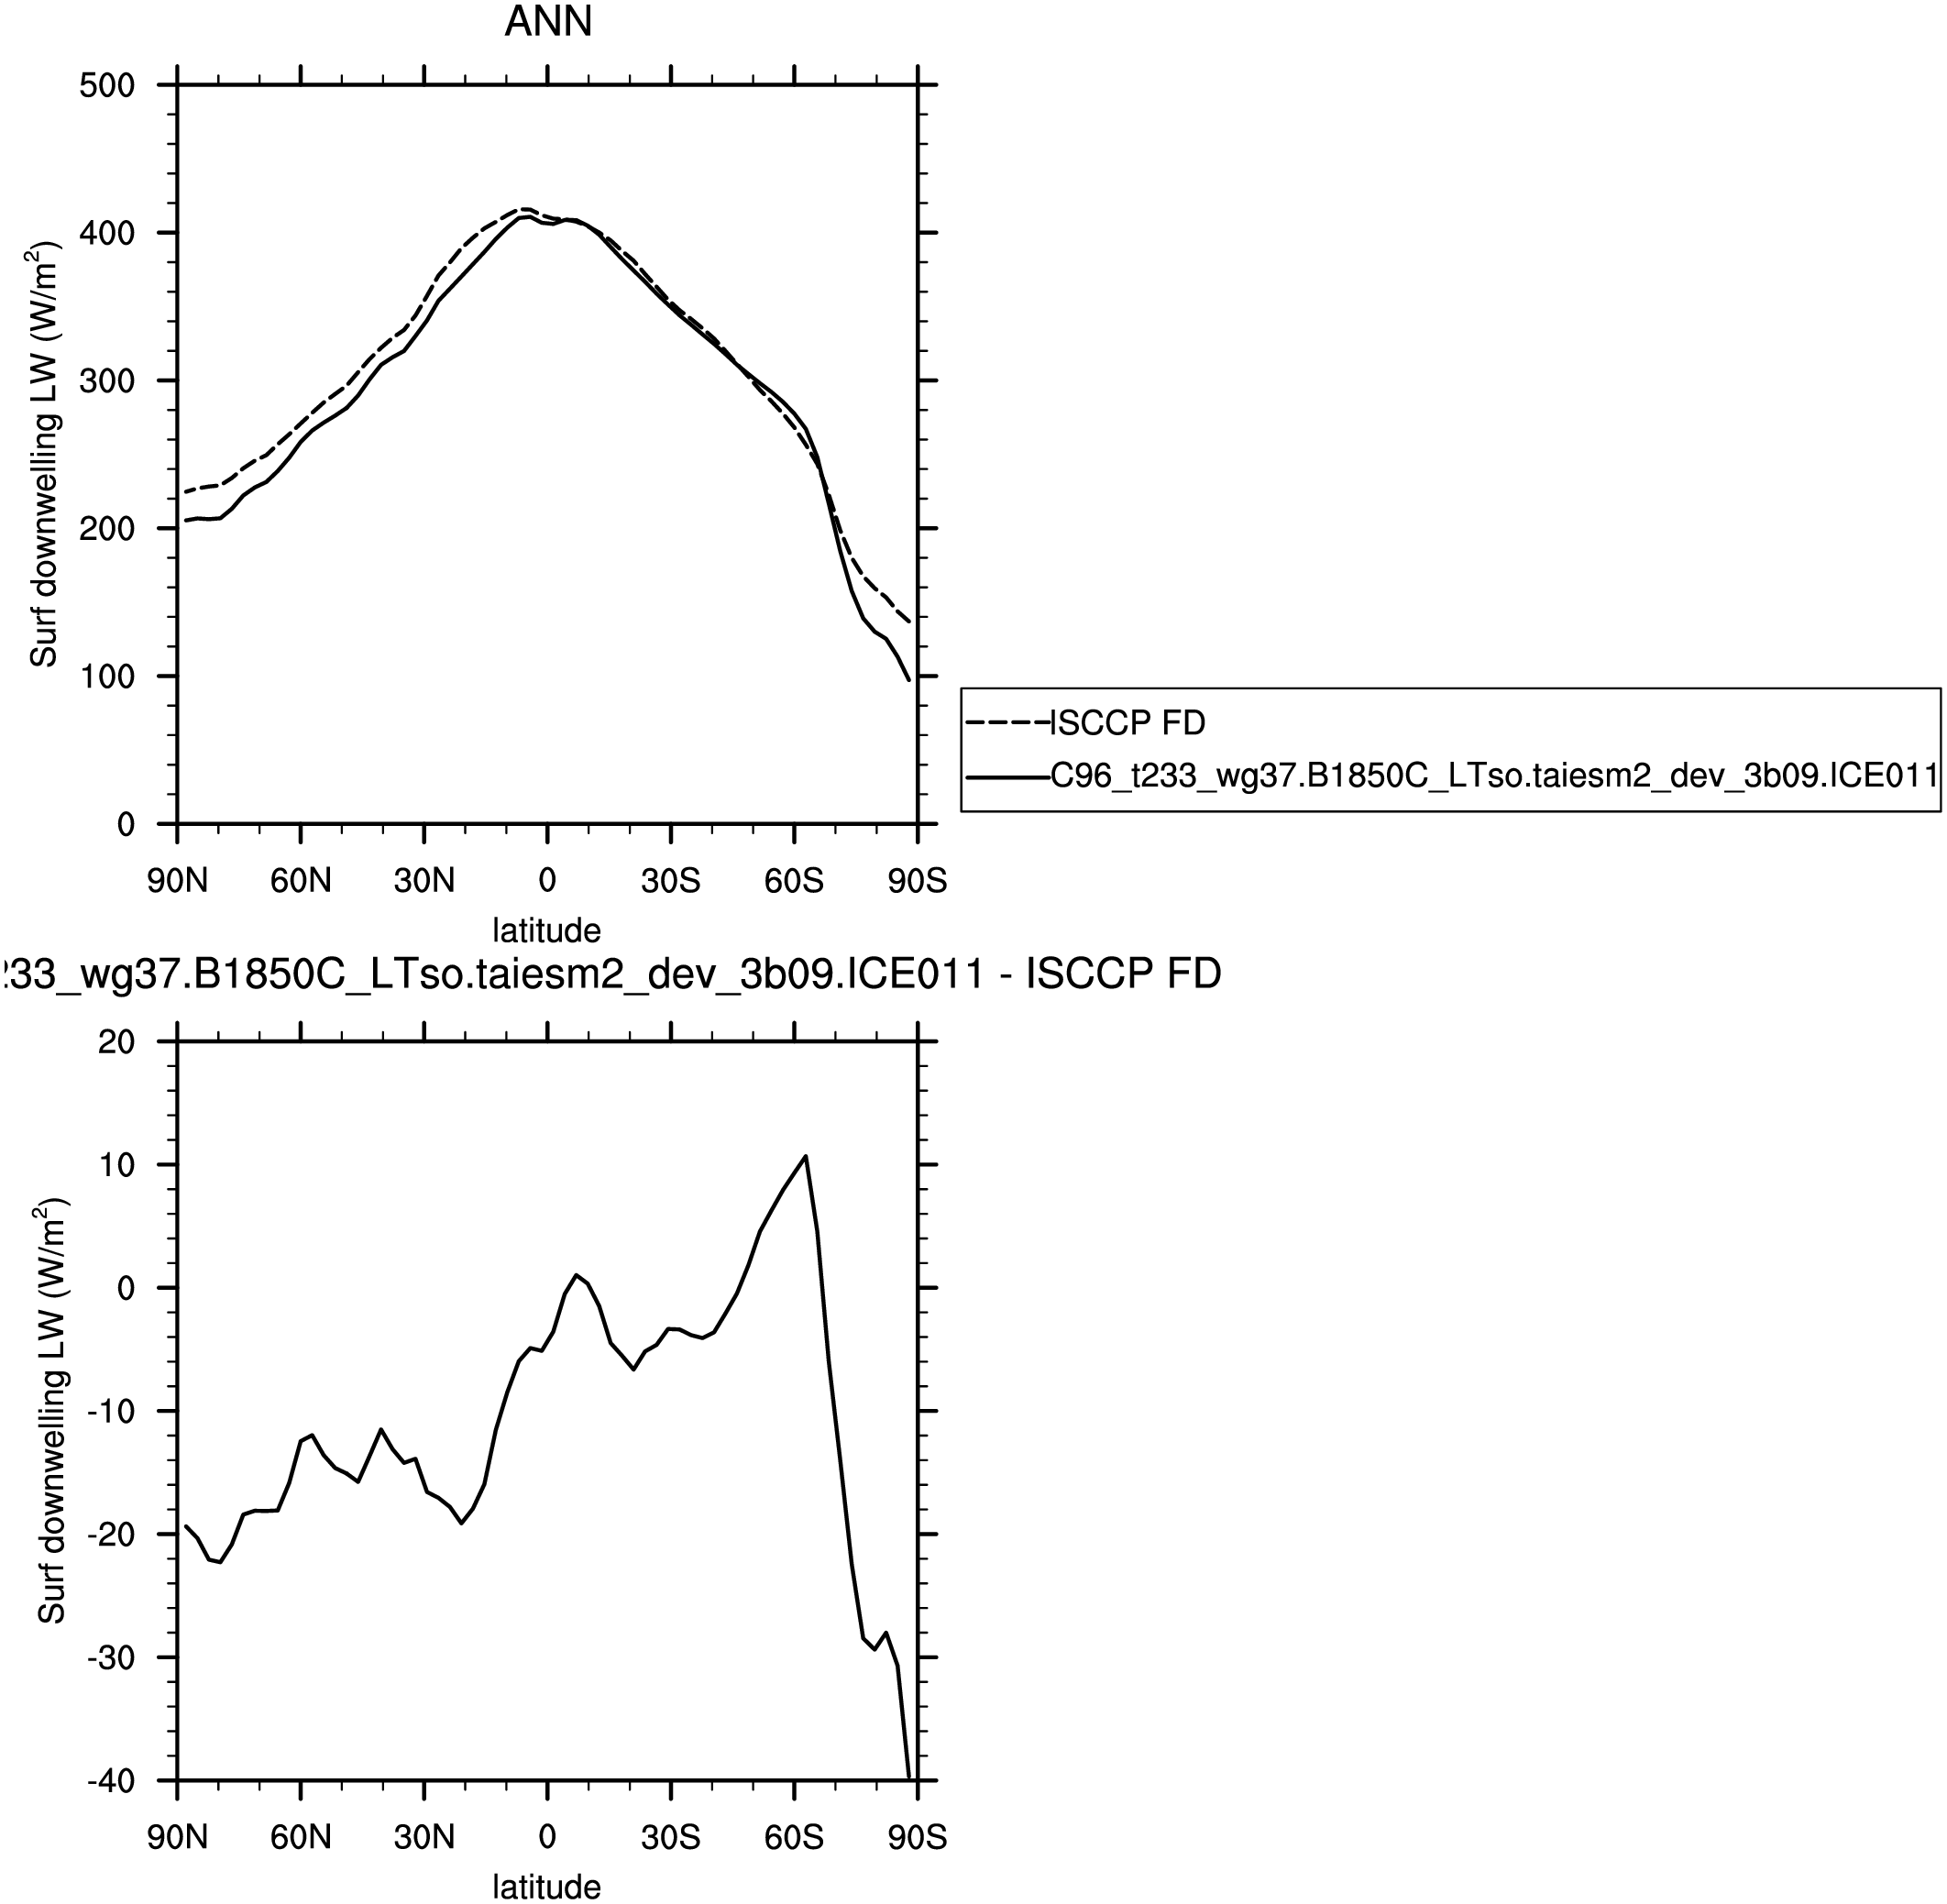 ANN
Surf downwelling LW (W/m2)
500
400
300
200
100
0
90N 60N 30N 0 30S 60S 90S
latitude
ISCCP FD
C96_t233_wg37.B1850C_LTso.taiesm2_dev_3b09.ICE011
33_wg37.B1850C_LTso.taiesm2_dev_3b09.ICE011 - ISCCP FD
Surf downwelling LW (W/m2)
20
10
0
-10
-20
-30
-40
90N 60N 30N 0 30S 60S 90S
latitude